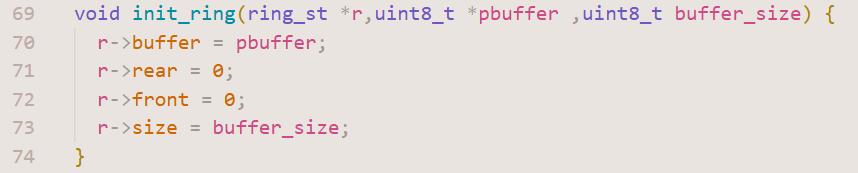 69 void init_ring(ring_st *r,uint8_t *pbuffer ,uint8_t buffer_size) {
70   r->buffer = pbuffer;
71   r->rear = 0;
72   r->front = 0;
73   r->size = buffer_size;
74 }